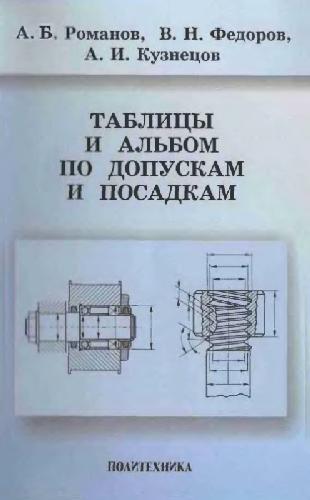 А. Б. Романов, В. Н. Федоров,
А. И. Кузнецов
ТАБЛИЦЫ
И АЛЬБОМ
ПО ДОПУСКАМ
И ПОСАДКАМ
ПОЛИТЕХНИКА